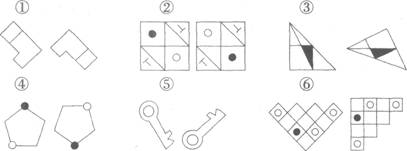 ① ② ③
T T T T
④ ⑤ ⑥